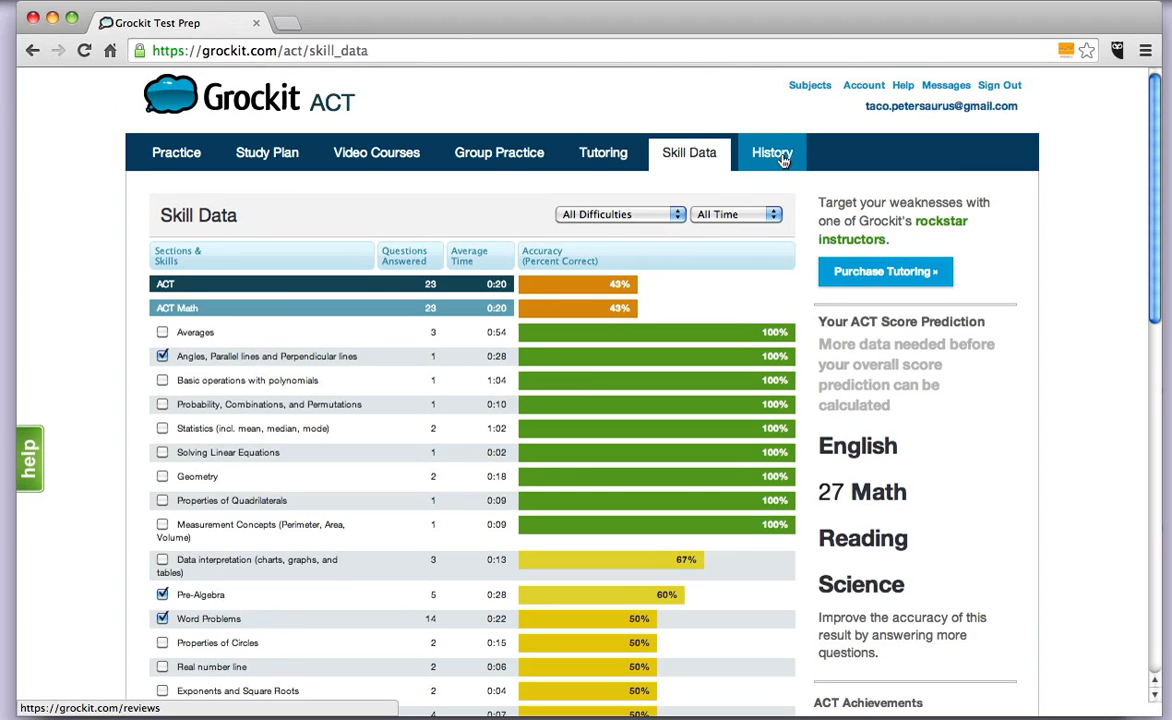 Grockit Test Prep
https://grockit.com/act/skill_data
Grockit ACT
Subjects Account Help Messages Sign Out
taco.petersaurus@gmail.com
Practice Study Plan Video Courses Group Practice Tutoring Skill Data History
Skill Data All Difficulties All Time
Sections & Skills Questions Answered Average Time Accuracy (Percent Correct)
ACT 23 0:20 43%
ACT Math 23 0:20 43%
Averages 3 0:54 100%
Angles, Parallel lines and Perpendicular lines 1 0:28 100%
Basic operations with polynomials 1 1:04 100%
Probability, Combinations, and Permutations 1 0:10 100%
Statistics (incl. mean, median, mode) 2 1:02 100%
Solving Linear Equations 1 0:02 100%
Geometry 2 0:18 100%
Properties of Quadrilaterals 1 0:09 100%
Measurement Concepts (Perimeter, Area, 1 0:09 100%
Volume)
Data interpretation (charts, graphs, and 3 0:13 67%
tables)
Pre-Algebra 5 0:28 60%
Word Problems 14 0:22 50%
Properties of Circles 2 0:15 50%
Real number line 2 0:06 50%
Exponents and Square Roots 2 0:04 50%
4 0:07 50%
Target your weaknesses with
one of Grockit's rockstar
instructors.
Purchase Tutoring »
Your ACT Score Prediction
More data needed before
your overall score
prediction can be
calculated
English
27 Math
Reading
Science
Improve the accuracy of this
result by answering more
questions.
ACT Achievements
help
https://grockit.com/reviews